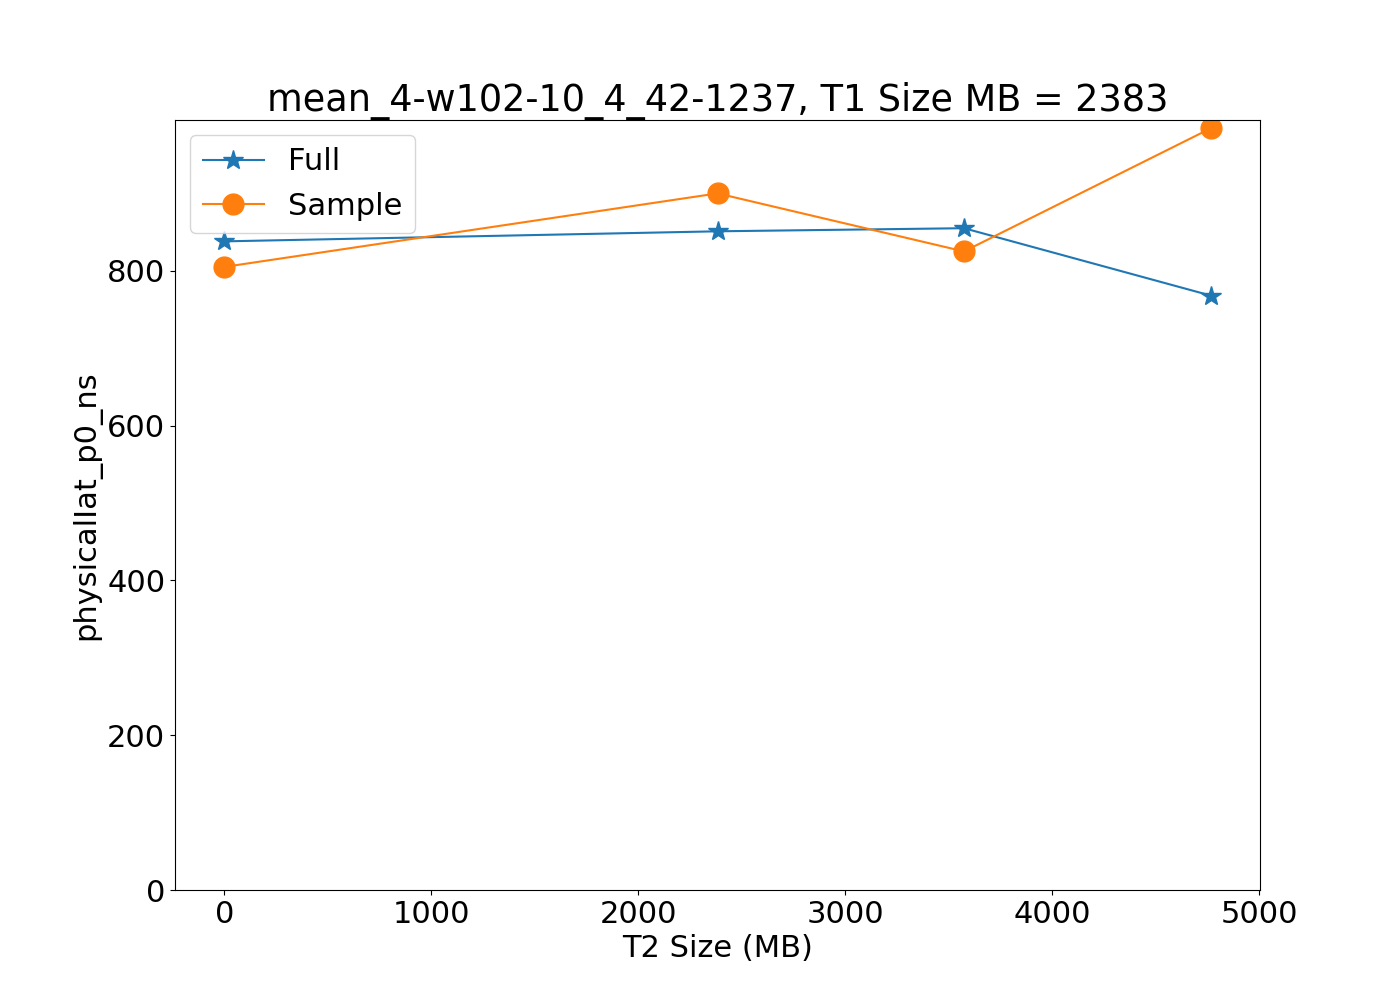 mean_4-w102-10_4_42-1237, T1 Size MB = 2383
Full
Sample
physicallat_p0_ns
800
600
400
200
0
0 1000 2000 3000 4000 5000
T2 Size (MB)